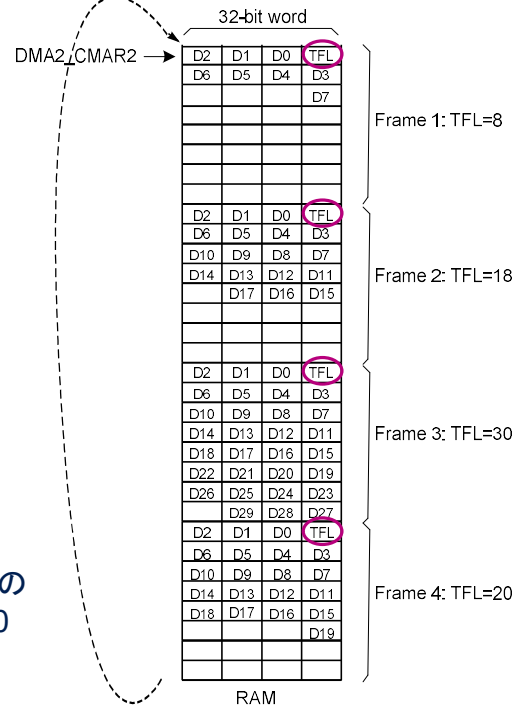 32-bit word
DMA2_CMAR2
D2 D1 D0 TFL
D6 D5 D4 D3
D7
Frame 1: TFL=8
D2 D1 D0 TFL
D6 D5 D4 D3
D10 D9 D8 D7
D14 D13 D12 D11
D17 D16 D15
Frame 2: TFL=18
D2 D1 D0 TFL
D6 D5 D4 D3
D10 D9 D8 D7
D14 D13 D12 D11
D18 D17 D16 D15
D22 D21 D20 D19
D26 D25 D24 D23
D29 D28 D27
Frame 3: TFL=30
D2 D1 D0 TFL
D6 D5 D4 D3
D10 D9 D8 D7
D14 D13 D12 D11
D18 D17 D16 D15
D19
Frame 4: TFL=20
の
0
RAM